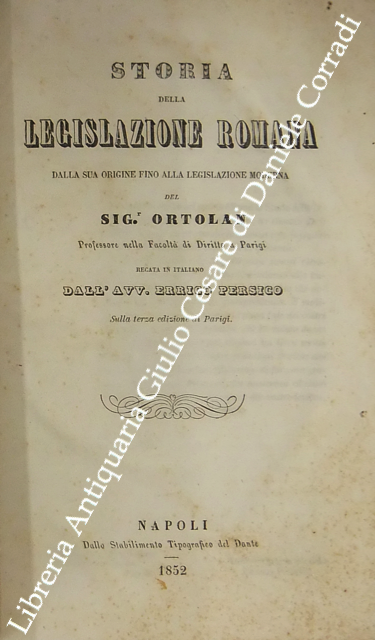 STORIA
DELLA
LEGISLAZIONE ROMANA
DALLA SUA ORIGINE FINO ALLA LEGISLAZIONE MODERNA
DEL
SIG.r ORTOLAN
Professore nella Facoltà di Diritto a Parigi
RECATA IN ITALIANO
DALL' AVV. ERRICO PERSICO
Sulla terza edizione di Parigi.
NAPOLI
Dallo Stabilimento Tipografico del Dante
1852
Libreria Antiquaria Giulio Cesare di Daniele Corradi